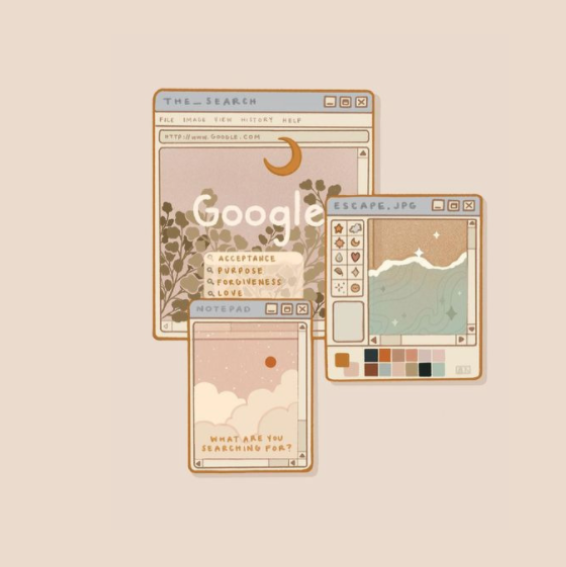 THE_SEARCH
FILE IMAGE VIEW HISTORY HELP
HTTP://WWW.GOOGLE.COM
Google
ACCEPTANCE
PURPOSE
FORGIVENESS
LOVE
ESCAPE.JPG
NOTEPAD
WHAT ARE YOU
SEARCHING FOR?